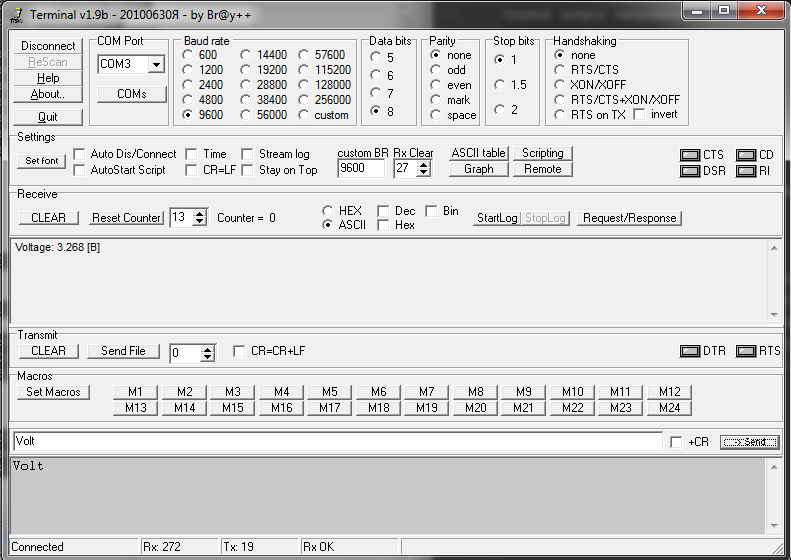 Terminal v1.9b - 20100630Я - by Br@y++
Disconnect
ReScan
Help
About..
Quit
COM Port
COM3
COMs
Baud rate
600 14400 57600
1200 19200 115200
2400 28800 128000
4800 38400 256000
9600 56000 custom
Data bits
5
6
7
8
Parity
none
odd
even
mark
space
Stop bits
1
1.5
2
Handshaking
none
RTS/CTS
XON/XOFF
RTS/CTS+XON/XOFF
RTS on TX invert
Settings
Set font
Auto Dis/Connect Time Stream log
AutoStart Script CR=LF Stay on Top
custom BR Rx Clear
9600 27
ASCII table Scripting
Graph Remote
CTS CD
DSR RI
Receive
CLEAR Reset Counter 13 Counter = 0
HEX Dec Bin
ASCII Hex
StartLog StopLog Request/Response
Voltage: 3.268 [B]
Transmit
CLEAR Send File 0 CR=CR+LF DTR RTS
Macros
Set Macros
M1 M2 M3 M4 M5 M6 M7 M8 M9 M10 M11 M12
M13 M14 M15 M16 M17 M18 M19 M20 M21 M22 M23 M24
Volt +CR -> Send
Volt
Connected Rx: 272 Tx: 19 Rx OK